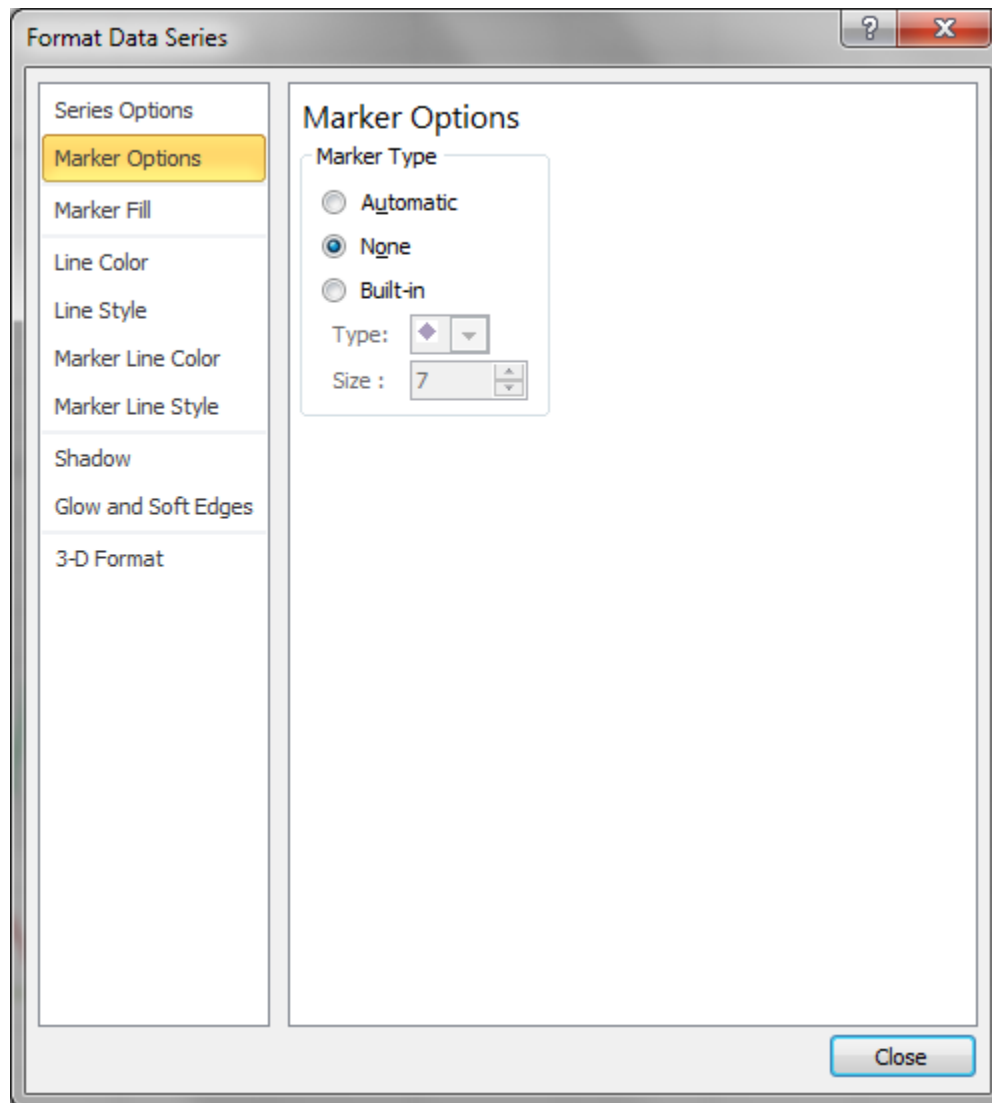 Format Data Series
Series Options
Marker Options
Marker Fill
Line Color
Line Style
Marker Line Color
Marker Line Style
Shadow
Glow and Soft Edges
3-D Format
Marker Options
Marker Type
Automatic
None
Built-in
Type:
Size :
7
Close